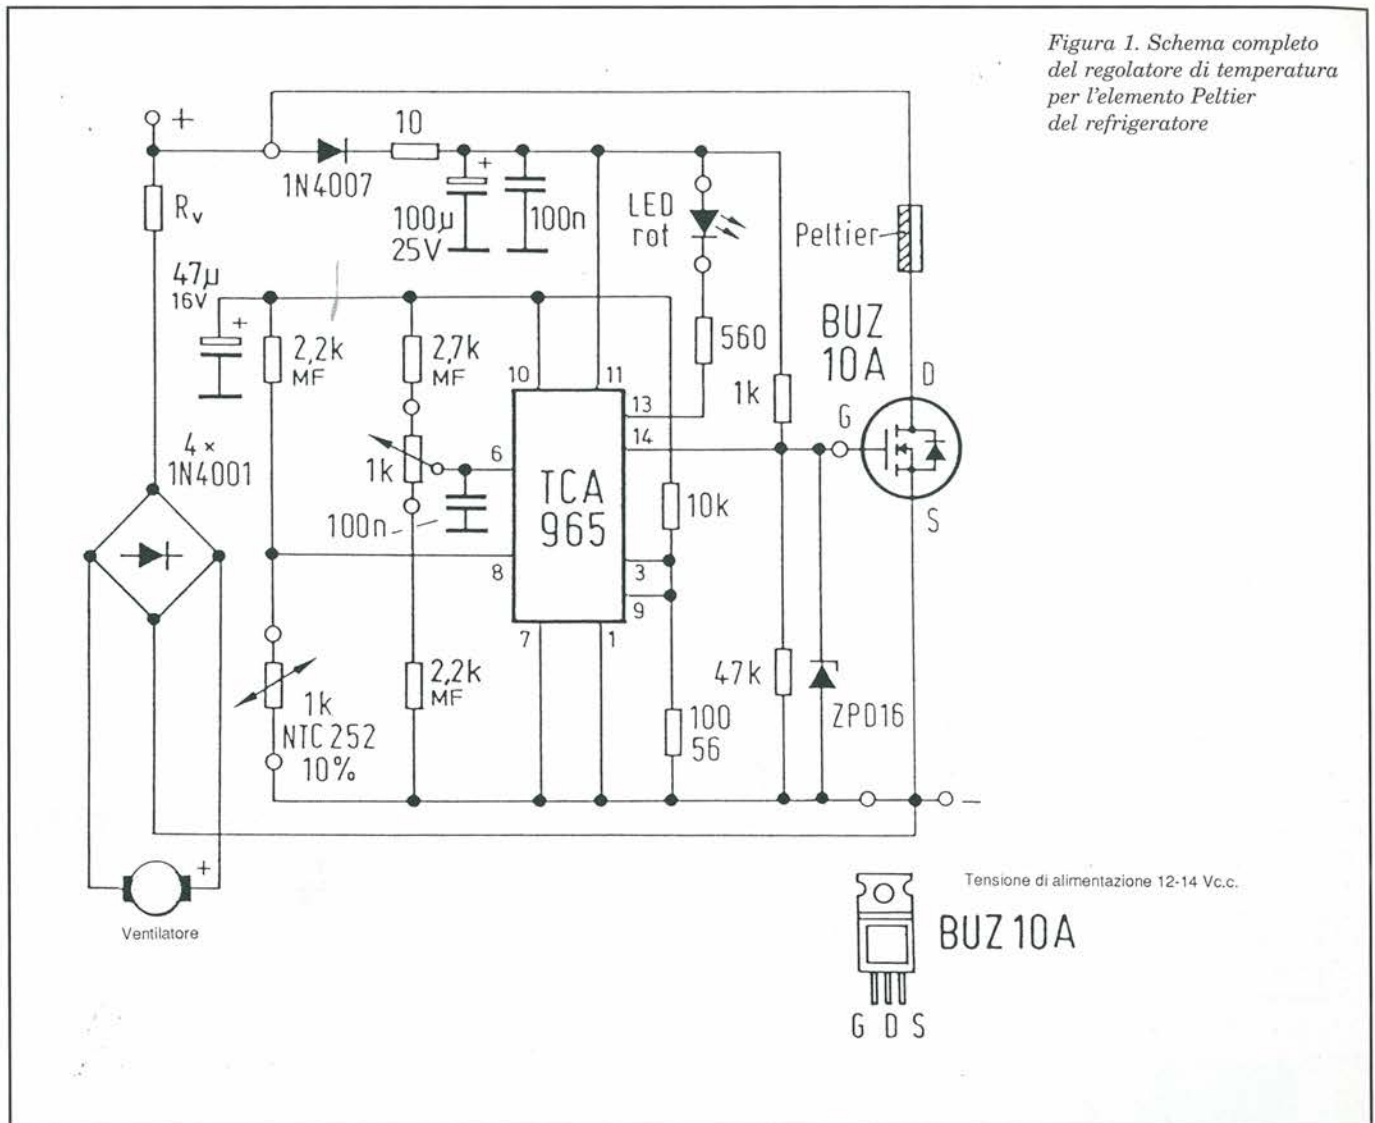 Figura 1. Schema completo
del regolatore di temperatura
per l'elemento Peltier
del refrigeratore
+
10
1N4007
+
100µ
25V
100n
LED
rot
Peltier
Rv
47µ
16V
+
2,2k
MF
2,7k
MF
560
BUZ
10A
D
10
11
13
1k
G
14
4×
1N4001
1k
6
TCA
965
10k
100n
S
8
3
9
7
1
2,2k
MF
47k
1k
NTC 252
10%
100
56
ZPD16
−
+
Ventilatore
Tensione di alimentazione 12-14 Vc.c.
BUZ10A
G D S